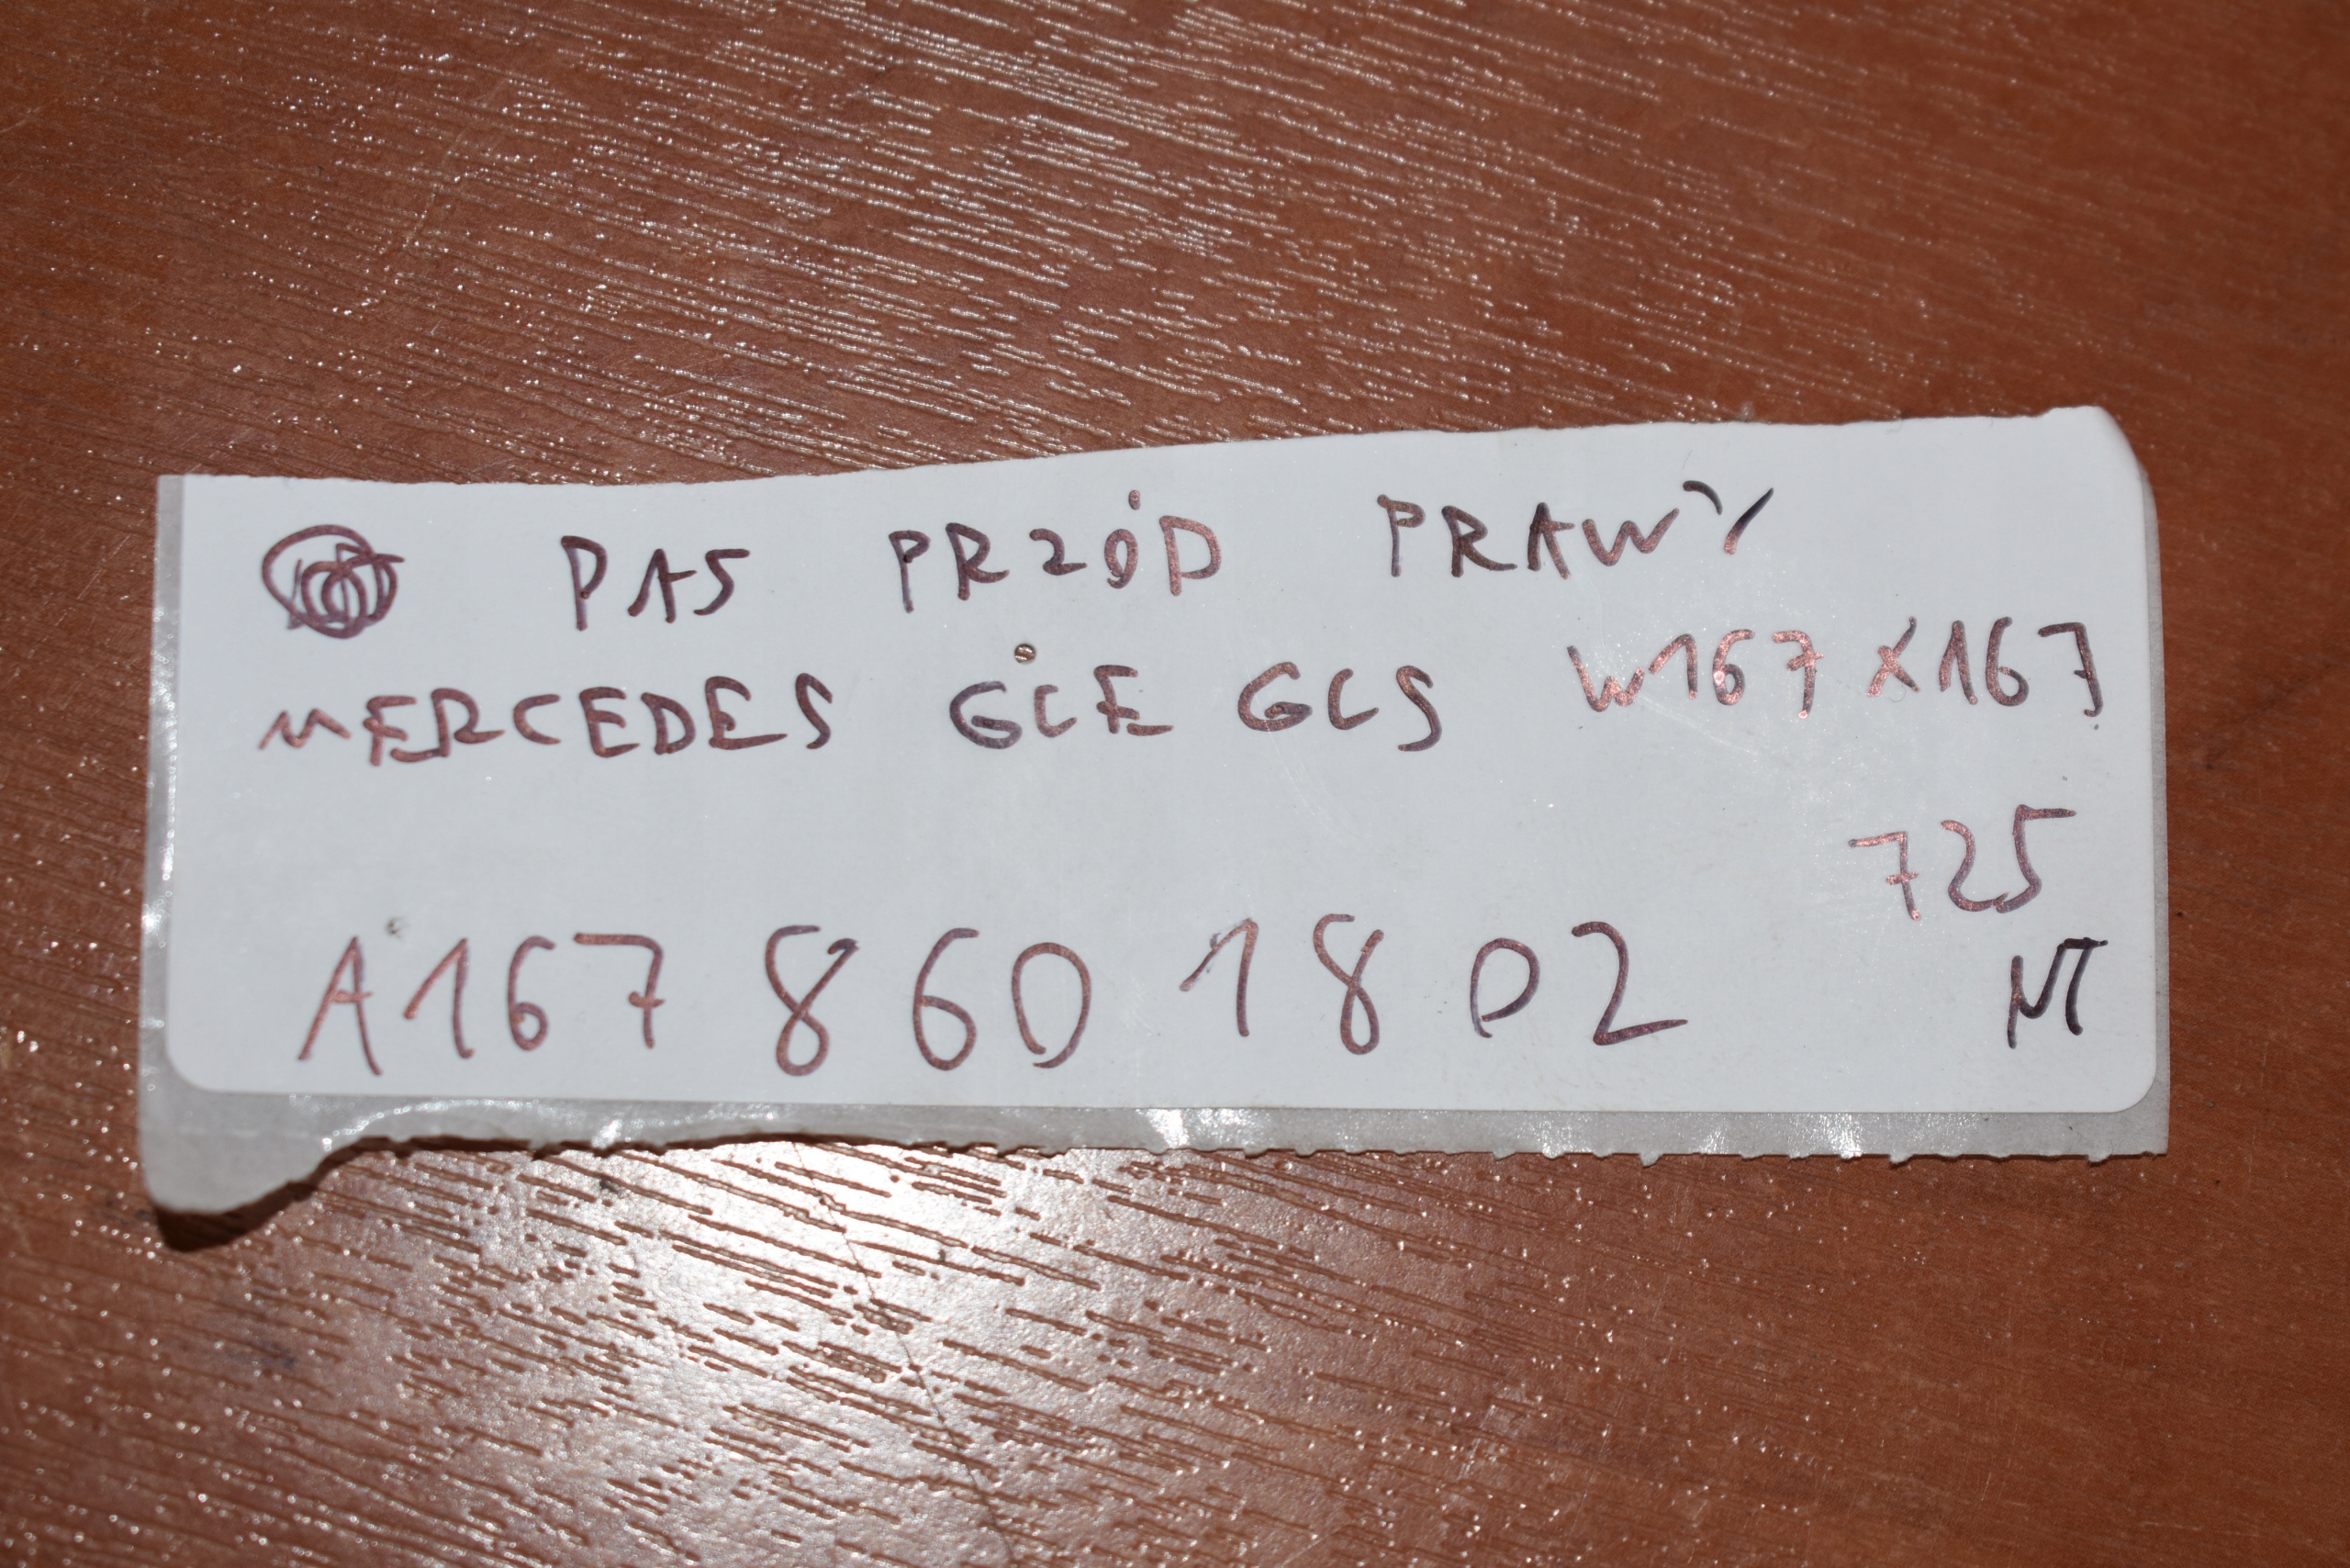 PAS PRZÓD PRAWY
MERCEDES GLE GLS W167 X167
725
A167 860 18 02